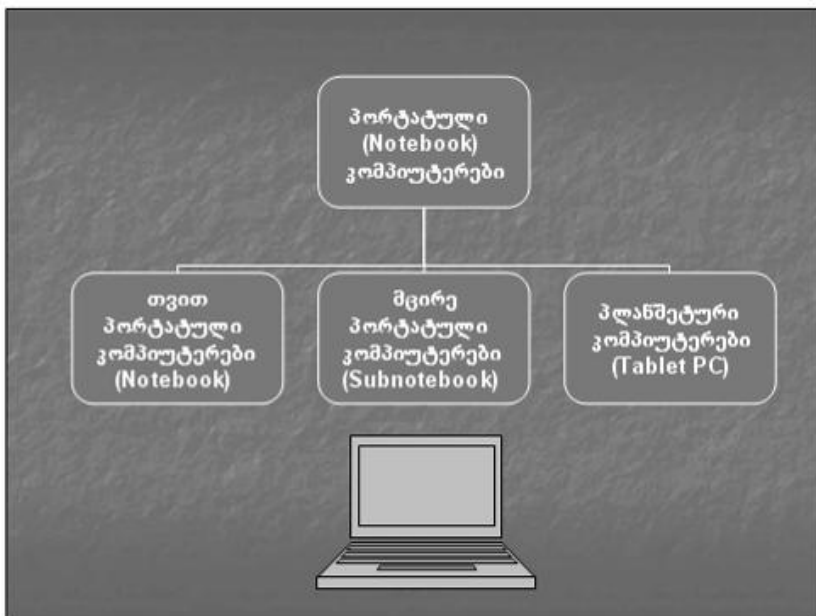 პორტატული
(Notebook)
კომპიუტერები
თვით
პორტატული
კომპიუტერები
(Notebook)
მცირე
პორტატული
კომპიუტერები
(Subnotebook)
პლანშეტური
კომპიუტერები
(Tablet PC)